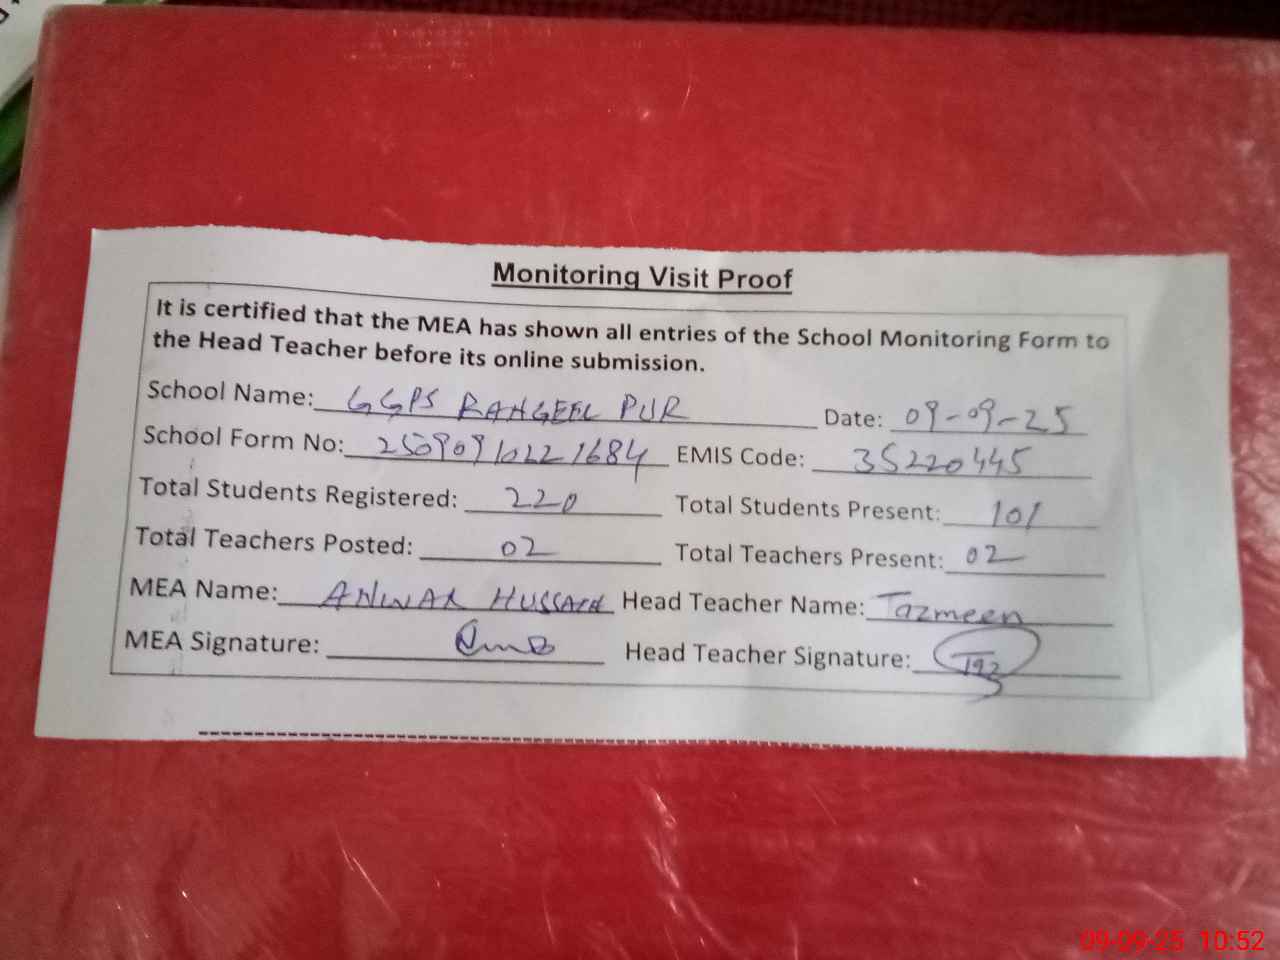 Monitoring Visit Proof
It is certified that the MEA has shown all entries of the School Monitoring Form to
the Head Teacher before its online submission.
School Name: GGPS RANGEEL PUR Date: 09-09-25
School Form No: 25090910221684 EMIS Code: 35220445
Total Students Registered: 220 Total Students Present: 101
Total Teachers Posted: 02 Total Teachers Present: 02
MEA Name: ANWAR HUSSAIN Head Teacher Name: Tazmeen
MEA Signature: Head Teacher Signature:
09-09-25 10:52